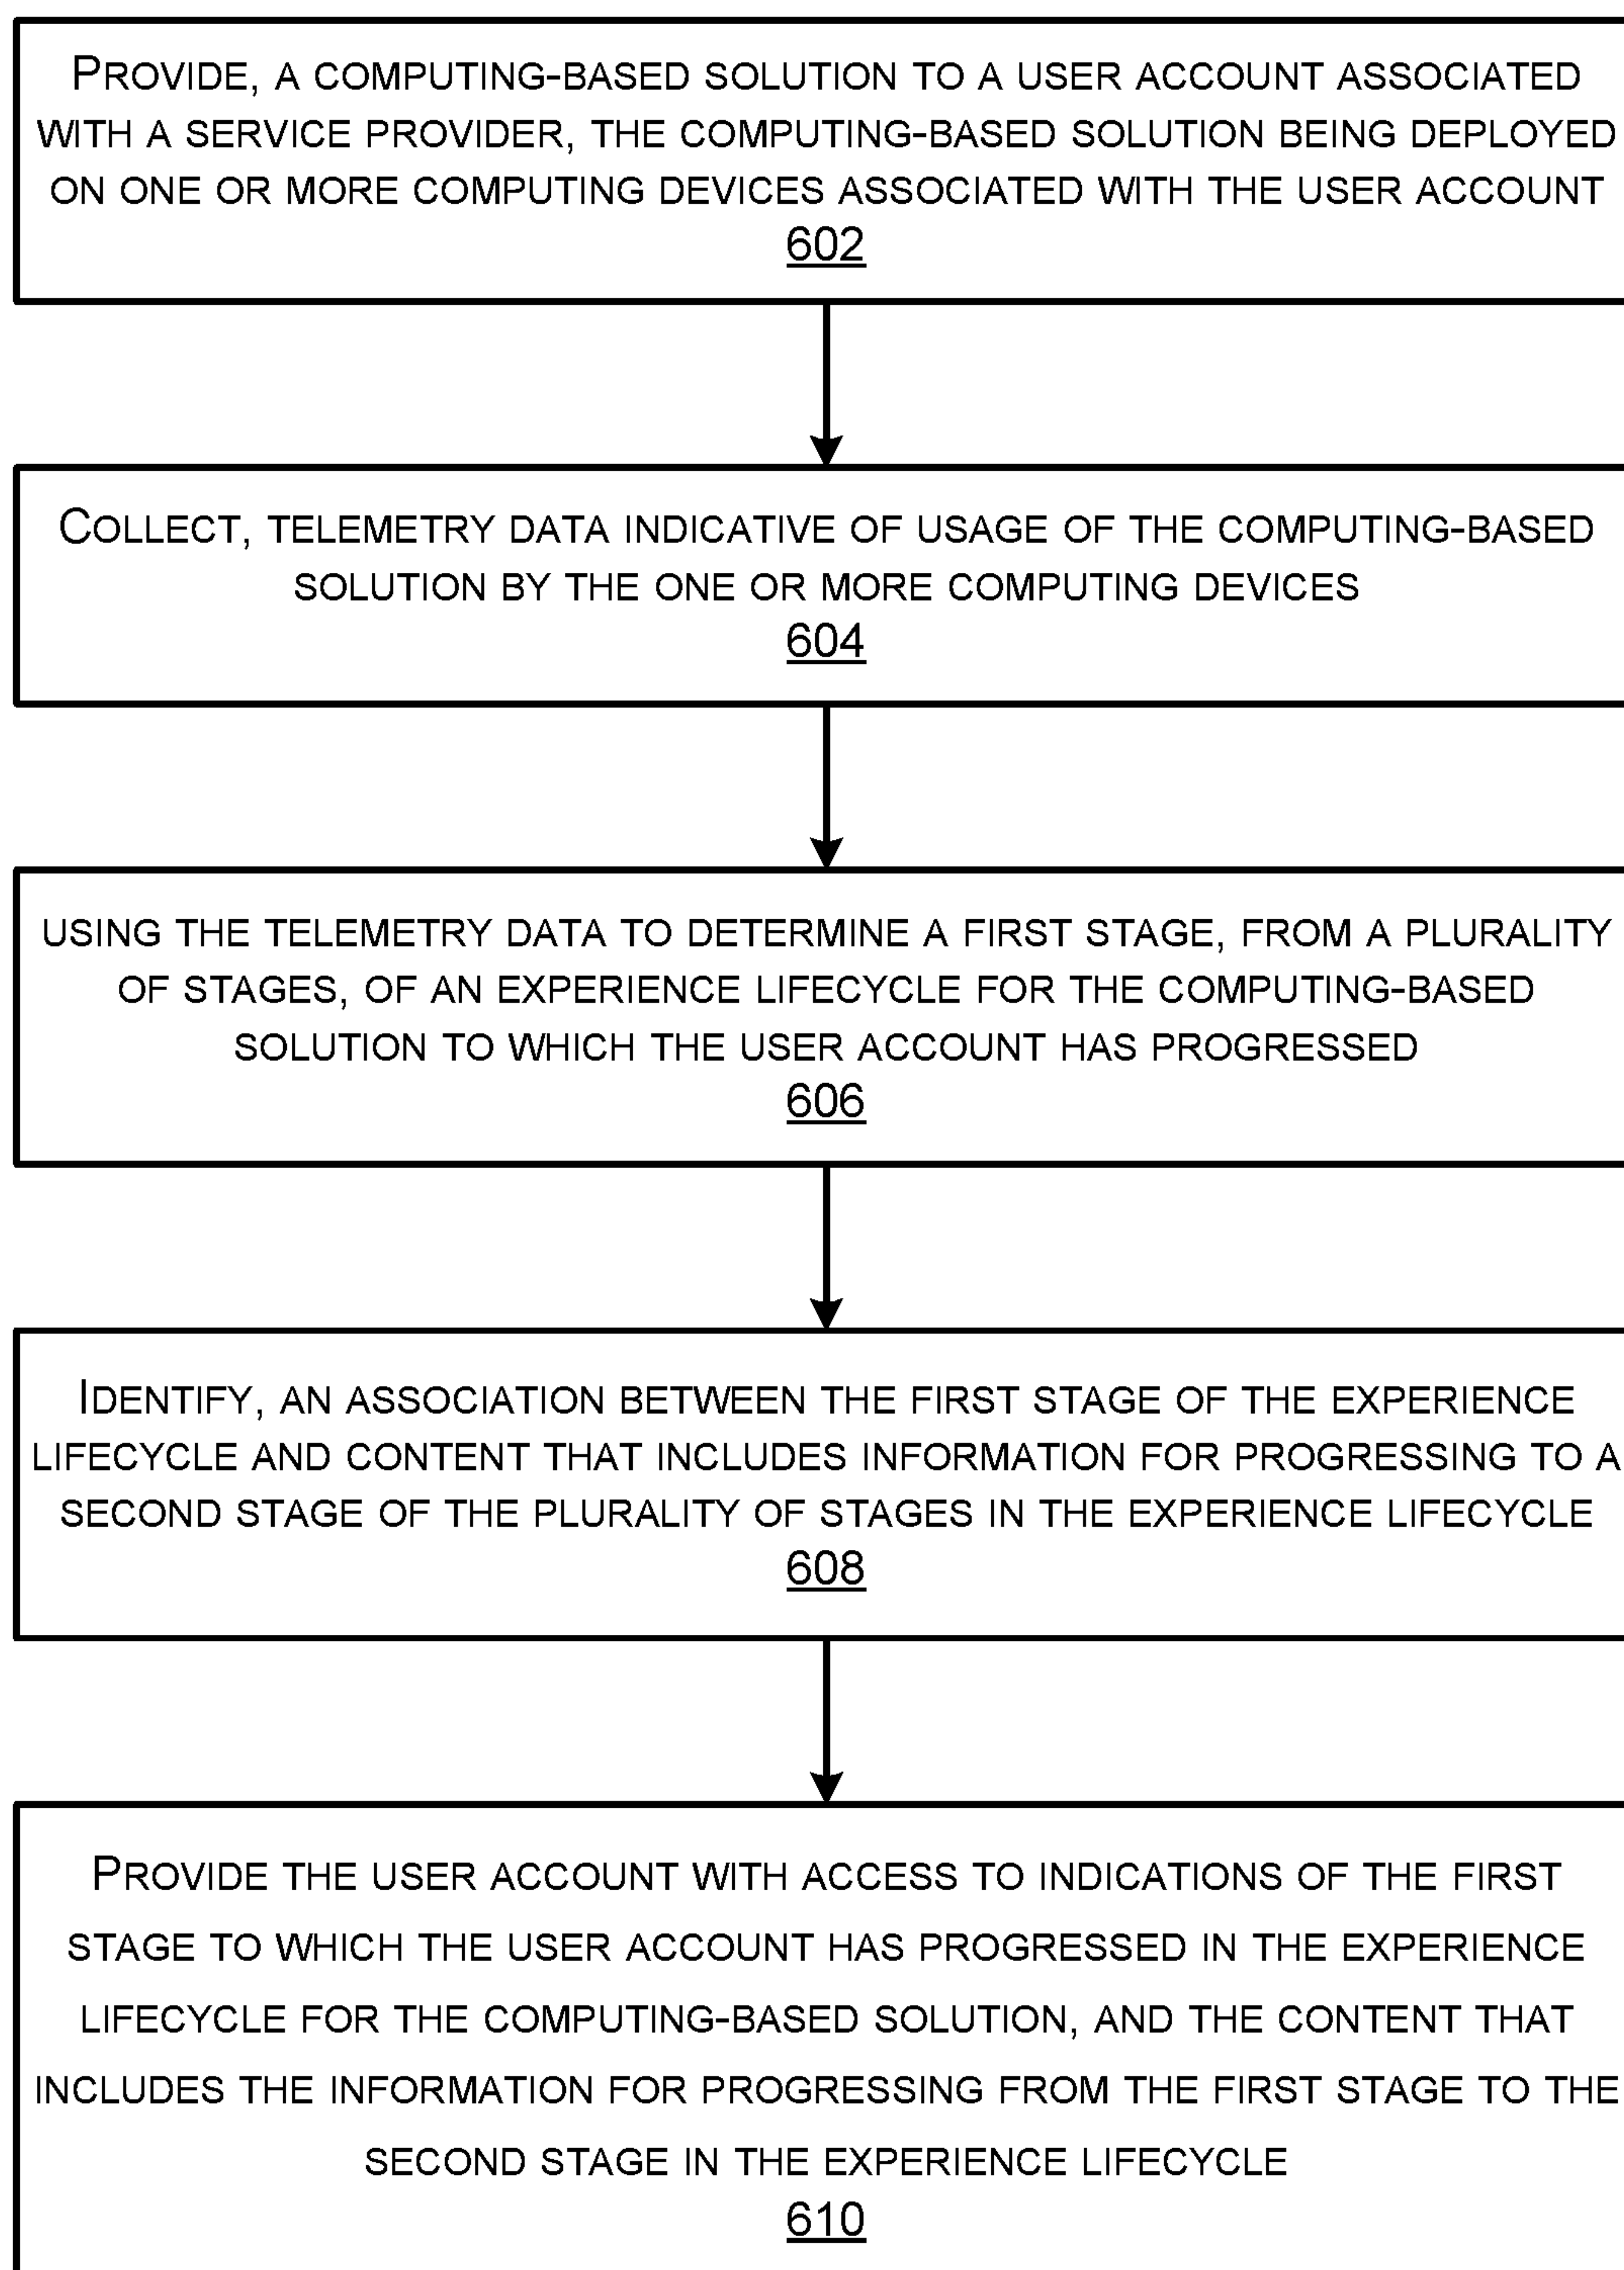 PROVIDE, A COMPUTING-BASED SOLUTION TO A USER ACCOUNT ASSOCIATED
WITH A SERVICE PROVIDER, THE COMPUTING-BASED SOLUTION BEING DEPLOYED
ON ONE OR MORE COMPUTING DEVICES ASSOCIATED WITH THE USER ACCOUNT
602
COLLECT, TELEMETRY DATA INDICATIVE OF USAGE OF THE COMPUTING-BASED
SOLUTION BY THE ONE OR MORE COMPUTING DEVICES
604
USING THE TELEMETRY DATA TO DETERMINE A FIRST STAGE, FROM A PLURALITY
OF STAGES, OF AN EXPERIENCE LIFECYCLE FOR THE COMPUTING-BASED
SOLUTION TO WHICH THE USER ACCOUNT HAS PROGRESSED
606
IDENTIFY, AN ASSOCIATION BETWEEN THE FIRST STAGE OF THE EXPERIENCE
LIFECYCLE AND CONTENT THAT INCLUDES INFORMATION FOR PROGRESSING TO A
SECOND STAGE OF THE PLURALITY OF STAGES IN THE EXPERIENCE LIFECYCLE
608
PROVIDE THE USER ACCOUNT WITH ACCESS TO INDICATIONS OF THE FIRST
STAGE TO WHICH THE USER ACCOUNT HAS PROGRESSED IN THE EXPERIENCE
LIFECYCLE FOR THE COMPUTING-BASED SOLUTION, AND THE CONTENT THAT
INCLUDES THE INFORMATION FOR PROGRESSING FROM THE FIRST STAGE TO THE
SECOND STAGE IN THE EXPERIENCE LIFECYCLE
610